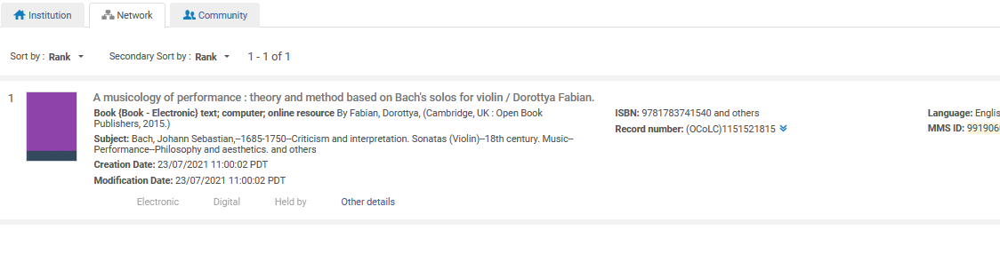 Institution Network Community
Sort by : Rank Secondary Sort by : Rank 1 - 1 of 1
1 A musicology of performance : theory and method based on Bach's solos for violin / Dorottya Fabian.
Book {Book - Electronic} text; computer; online resource By Fabian, Dorottya, (Cambridge, UK : Open Book
Publishers, 2015.)
Subject: Bach, Johann Sebastian,--1685-1750--Criticism and interpretation. Sonatas (Violin)--18th century. Music--
Performance--Philosophy and aesthetics. and others
Creation Date: 23/07/2021 11:00:02 PDT
Modification Date: 23/07/2021 11:00:02 PDT
ISBN: 9781783741540 and others
Record number: (OCoLC)1151521815
Language: Englis
MMS ID: 991906
Electronic Digital Held by Other details